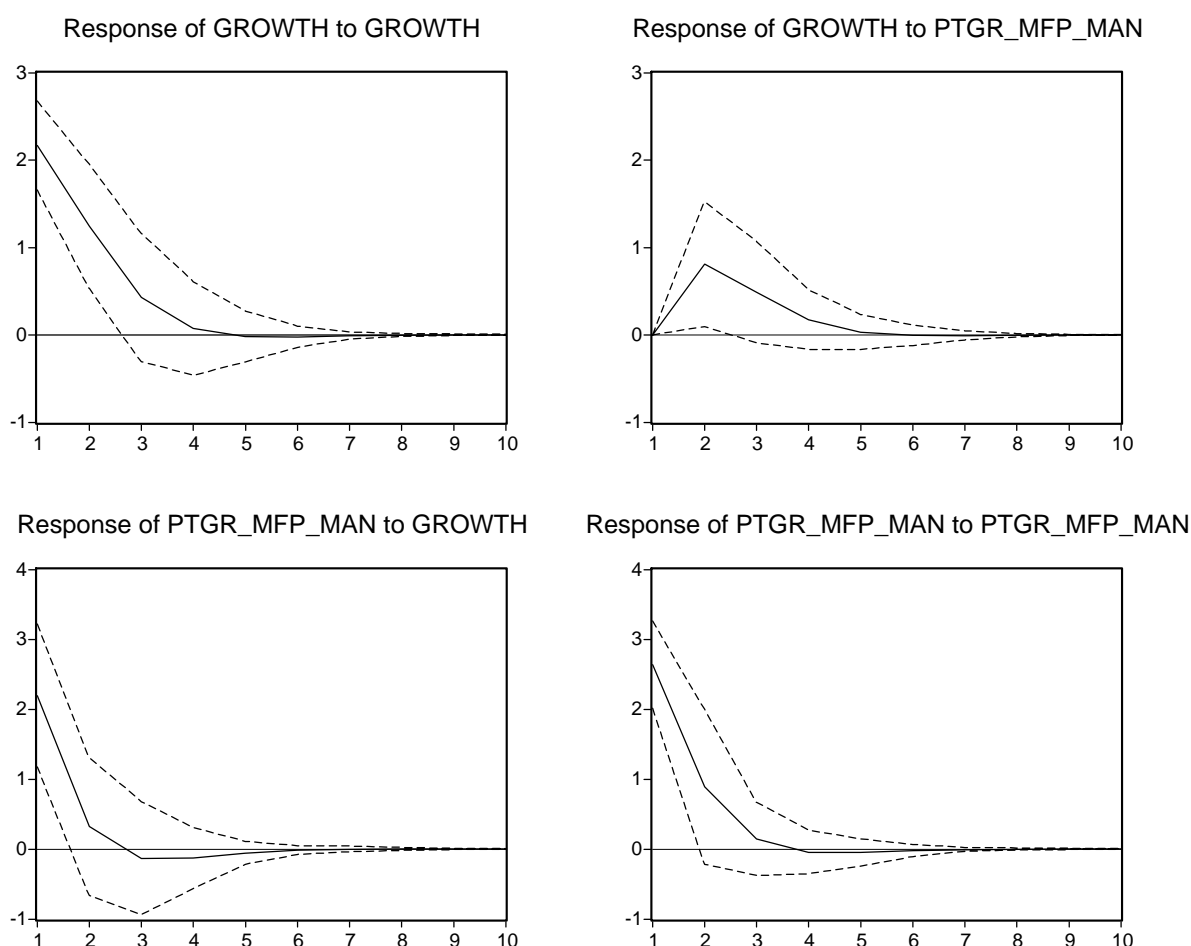 Response of GROWTH to GROWTH
3
2
1
0
-1
1 2 3 4 5 6 7 8 9 10
Response of GROWTH to PTGR_MFP_MAN
3
2
1
0
-1
1 2 3 4 5 6 7 8 9 10
Response of PTGR_MFP_MAN to GROWTH
4
3
2
1
0
-1
1 2 3 4 5 6 7 8 9 10
Response of PTGR_MFP_MAN to PTGR_MFP_MAN
4
3
2
1
0
-1
1 2 3 4 5 6 7 8 9 10